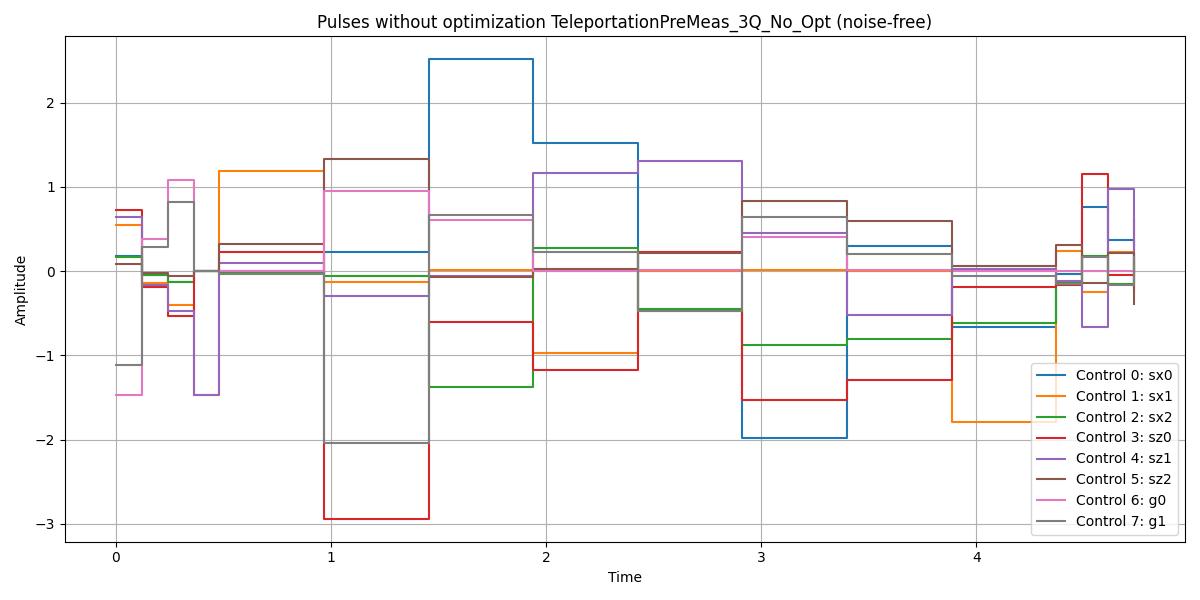 Pulses without optimization TeleportationPreMeas_3Q_No_Opt (noise-free)
Amplitude
2
1
0
−1
−2
−3
0
1
2
3
4
Time
Control 0: sx0
Control 1: sx1
Control 2: sx2
Control 3: sz0
Control 4: sz1
Control 5: sz2
Control 6: g0
Control 7: g1